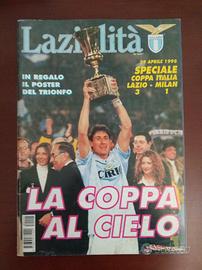 Lazialità
29 APRILE 1998
SPECIALE
COPPA ITALIA
LAZIO - MILAN
3 1
IN REGALO
IL POSTER
DEL TRIONFO
CIRIO
LA COPPA
AL CIELO